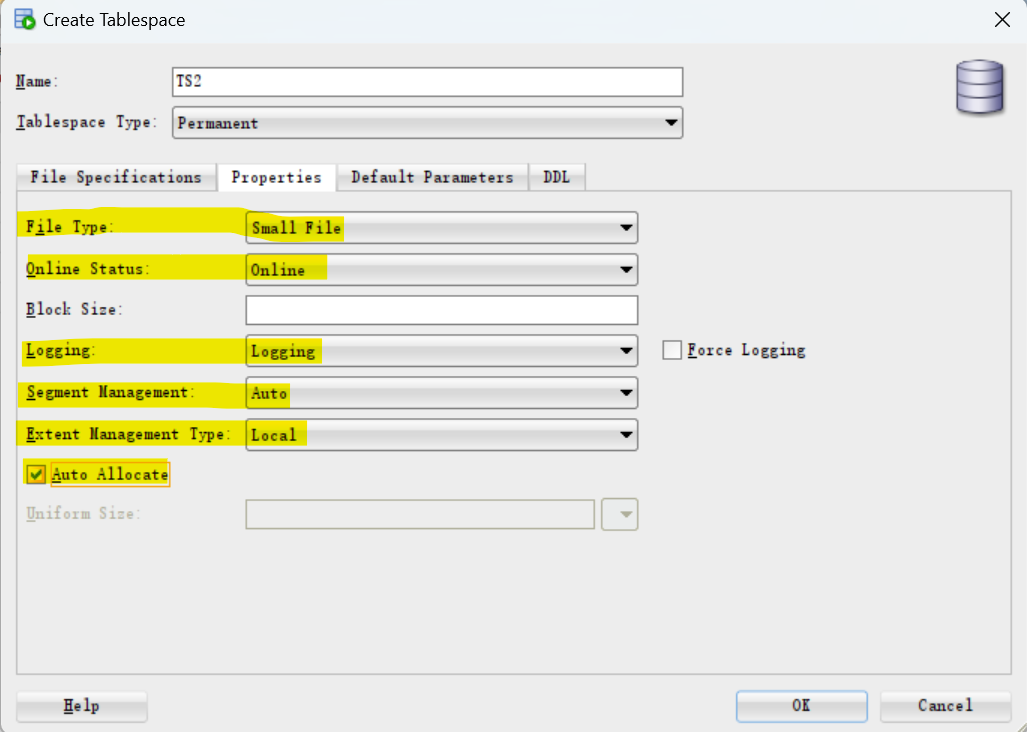 Create Tablespace
Name: TS2
Tablespace Type: Permanent
File Specifications Properties Default Parameters DDL
File Type: Small File
Online Status: Online
Block Size:
Logging: Logging Force Logging
Segment Management: Auto
Extent Management Type: Local
Auto Allocate
Uniform Size:
Help OK Cancel